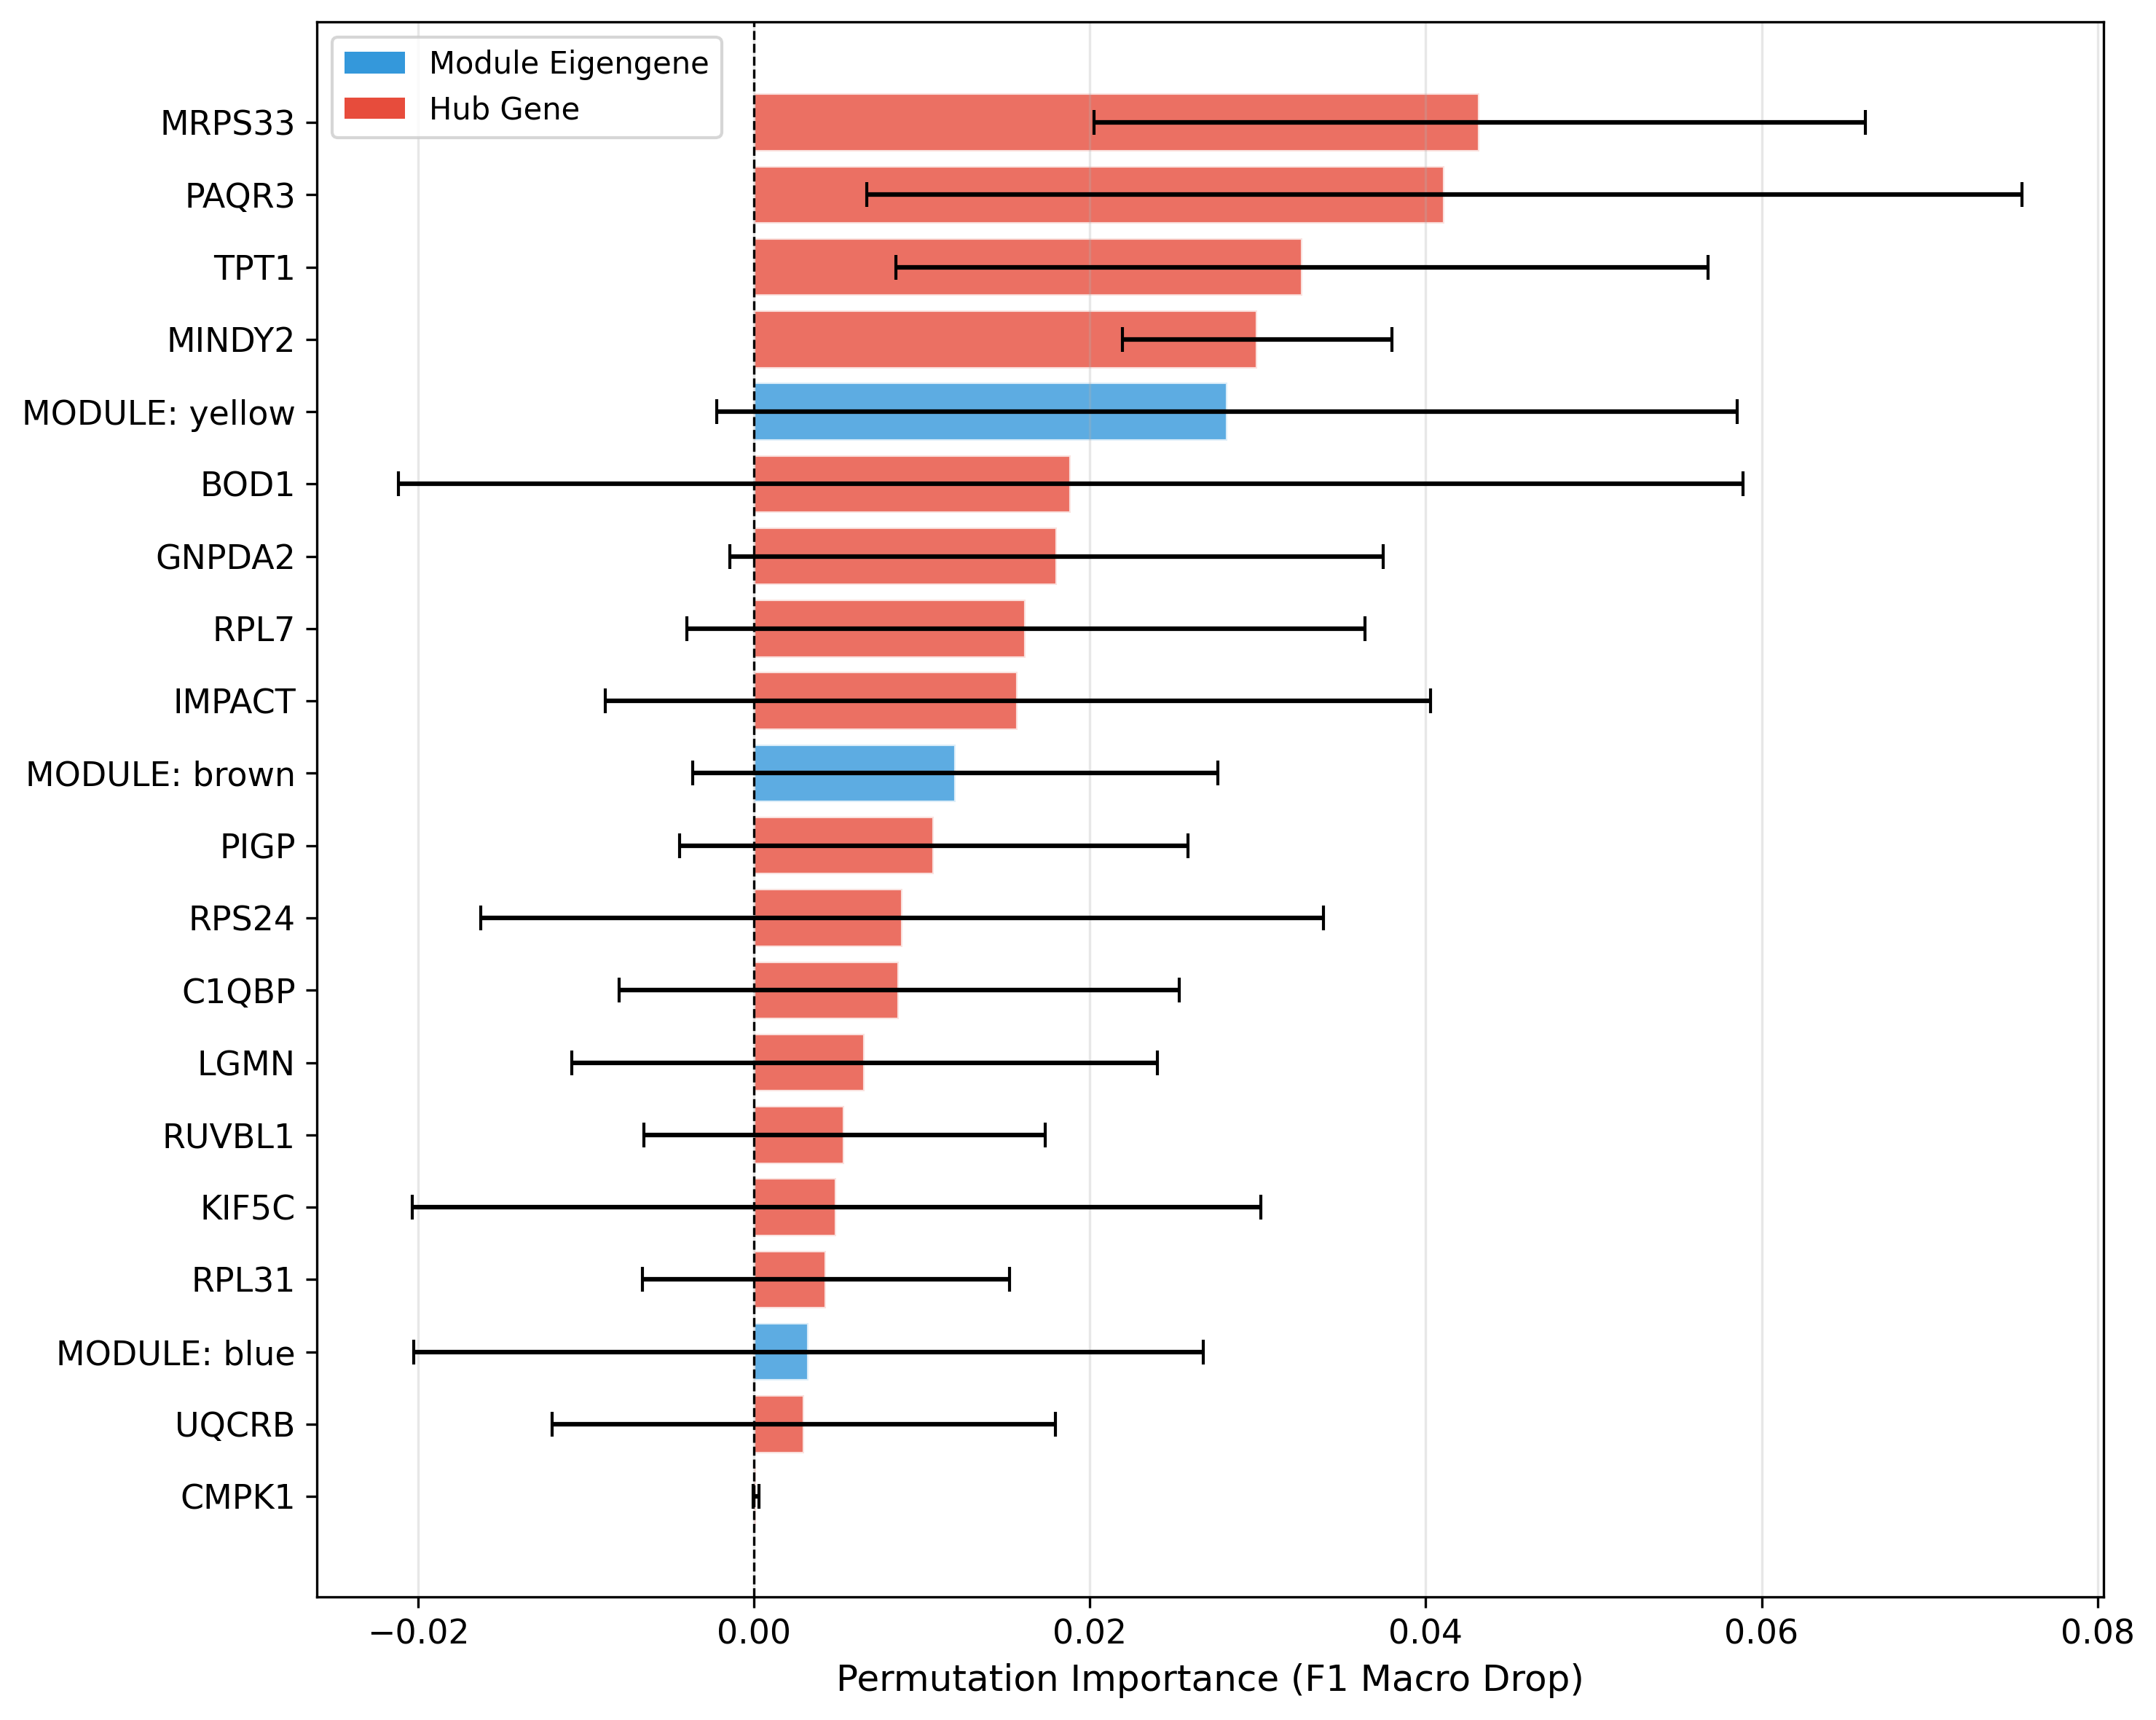 Module Eigengene
Hub Gene
MRPS33
PAQR3
TPT1
MINDY2
MODULE: yellow
BOD1
GNPDA2
RPL7
IMPACT
MODULE: brown
PIGP
RPS24
C1QBP
LGMN
RUVBL1
KIF5C
RPL31
MODULE: blue
UQCRB
CMPK1
−0.02 0.00 0.02 0.04 0.06 0.08
Permutation Importance (F1 Macro Drop)